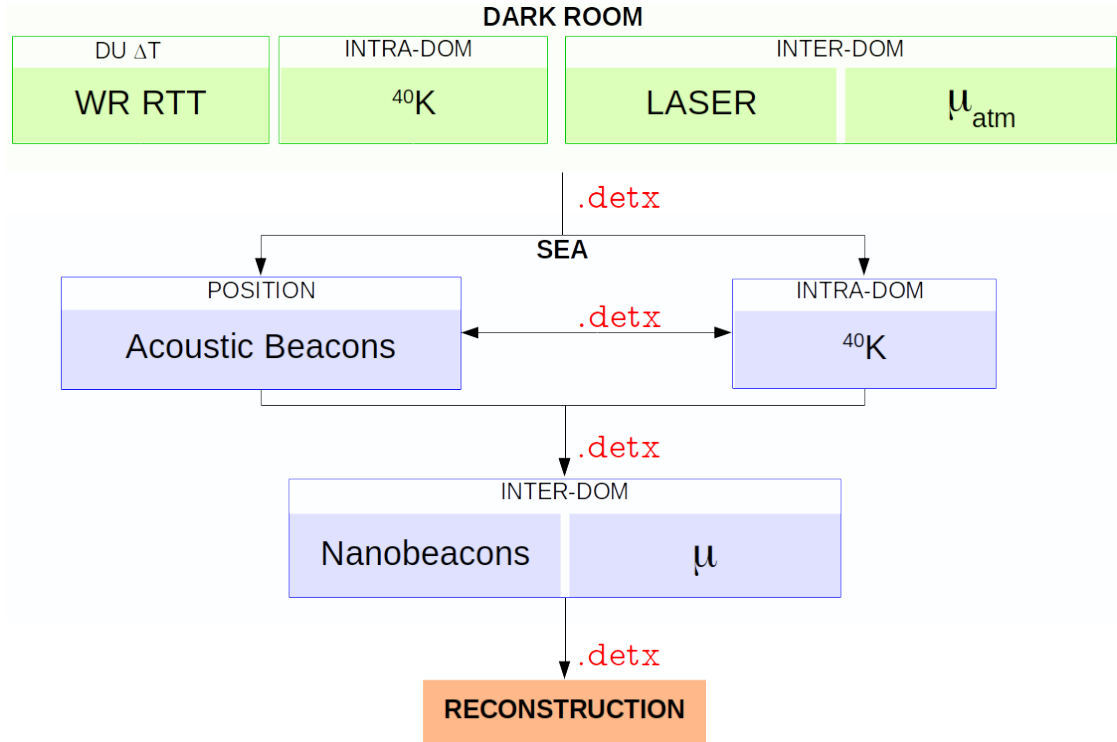 DARK ROOM
DU ΔT
INTRA-DOM
INTER-DOM
WR RTT
⁴⁰K
LASER
μ_atm
.detx
SEA
POSITION
INTRA-DOM
.detx
Acoustic Beacons
⁴⁰K
.detx
INTER-DOM
Nanobeacons
μ
.detx
RECONSTRUCTION